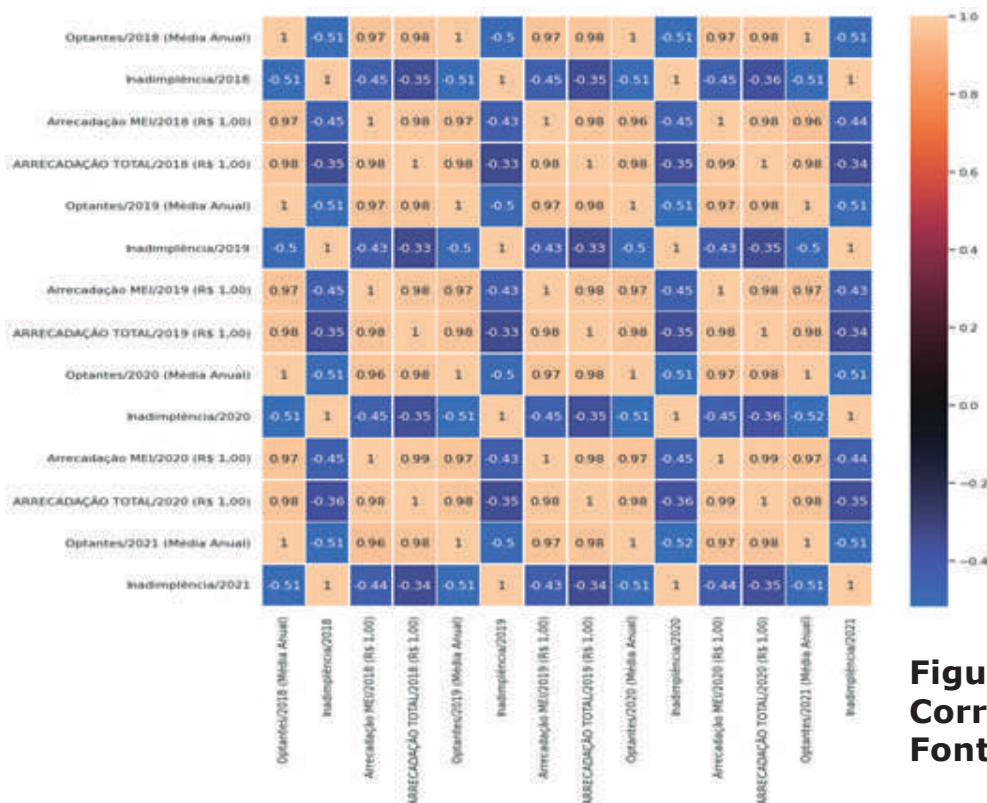 Optantes/2018 (Média Anual) 1 -0.51 0.97 0.98 1 -0.5 0.97 0.98 1 -0.51 0.97 0.98 1 -0.51
Inadimplência/2018 -0.51 1 -0.45 -0.35 -0.51 1 -0.45 -0.35 -0.51 1 -0.45 -0.36 -0.51 1
Arrecadação MEI/2018 (R$ 1,00) 0.97 -0.45 1 0.98 0.97 -0.43 1 0.98 0.96 -0.45 1 0.98 0.96 -0.44
ARRECADAÇÃO TOTAL/2018 (R$ 1,00) 0.98 -0.35 0.98 1 0.98 -0.33 0.98 1 0.98 -0.35 0.99 1 0.98 -0.34
Optantes/2019 (Média Anual) 1 -0.51 0.97 0.98 1 -0.5 0.97 0.98 1 -0.51 0.97 0.98 1 -0.51
Inadimplência/2019 -0.5 1 -0.43 -0.33 -0.5 1 -0.43 -0.33 -0.5 1 -0.43 -0.35 -0.5 1
Arrecadação MEI/2019 (R$ 1,00) 0.97 -0.45 1 0.98 0.97 -0.43 1 0.98 0.97 -0.45 1 0.98 0.97 -0.43
ARRECADAÇÃO TOTAL/2019 (R$ 1,00) 0.98 -0.35 0.98 1 0.98 -0.33 0.98 1 0.98 -0.35 0.98 1 0.98 -0.34
Optantes/2020 (Média Anual) 1 -0.51 0.96 0.98 1 -0.5 0.97 0.98 1 -0.51 0.97 0.98 1 -0.51
Inadimplência/2020 -0.51 1 -0.45 -0.35 -0.51 1 -0.45 -0.35 -0.51 1 -0.45 -0.36 -0.52 1
Arrecadação MEI/2020 (R$ 1,00) 0.97 -0.45 1 0.99 0.97 -0.43 1 0.98 0.97 -0.45 1 0.99 0.97 -0.44
ARRECADAÇÃO TOTAL/2020 (R$ 1,00) 0.98 -0.36 0.98 1 0.98 -0.35 0.98 1 0.98 -0.36 0.99 1 0.98 -0.35
Optantes/2021 (Média Anual) 1 -0.51 0.96 0.98 1 -0.5 0.97 0.98 1 -0.52 0.97 0.98 1 -0.51
Inadimplência/2021 -0.51 1 -0.44 -0.34 -0.51 1 -0.43 -0.34 -0.51 1 -0.44 -0.35 -0.51 1
Optantes/2018 (Média Anual)
Inadimplência/2018
Arrecadação MEI/2018 (R$ 1,00)
ARRECADAÇÃO TOTAL/2018 (R$ 1,00)
Optantes/2019 (Média Anual)
Inadimplência/2019
Arrecadação MEI/2019 (R$ 1,00)
ARRECADAÇÃO TOTAL/2019 (R$ 1,00)
Optantes/2020 (Média Anual)
Inadimplência/2020
Arrecadação MEI/2020 (R$ 1,00)
ARRECADAÇÃO TOTAL/2020 (R$ 1,00)
Optantes/2021 (Média Anual)
Inadimplência/2021
1.0
0.8
0.6
0.4
0.2
0.0
-0.2
-0.4
Figu
Corr
Font